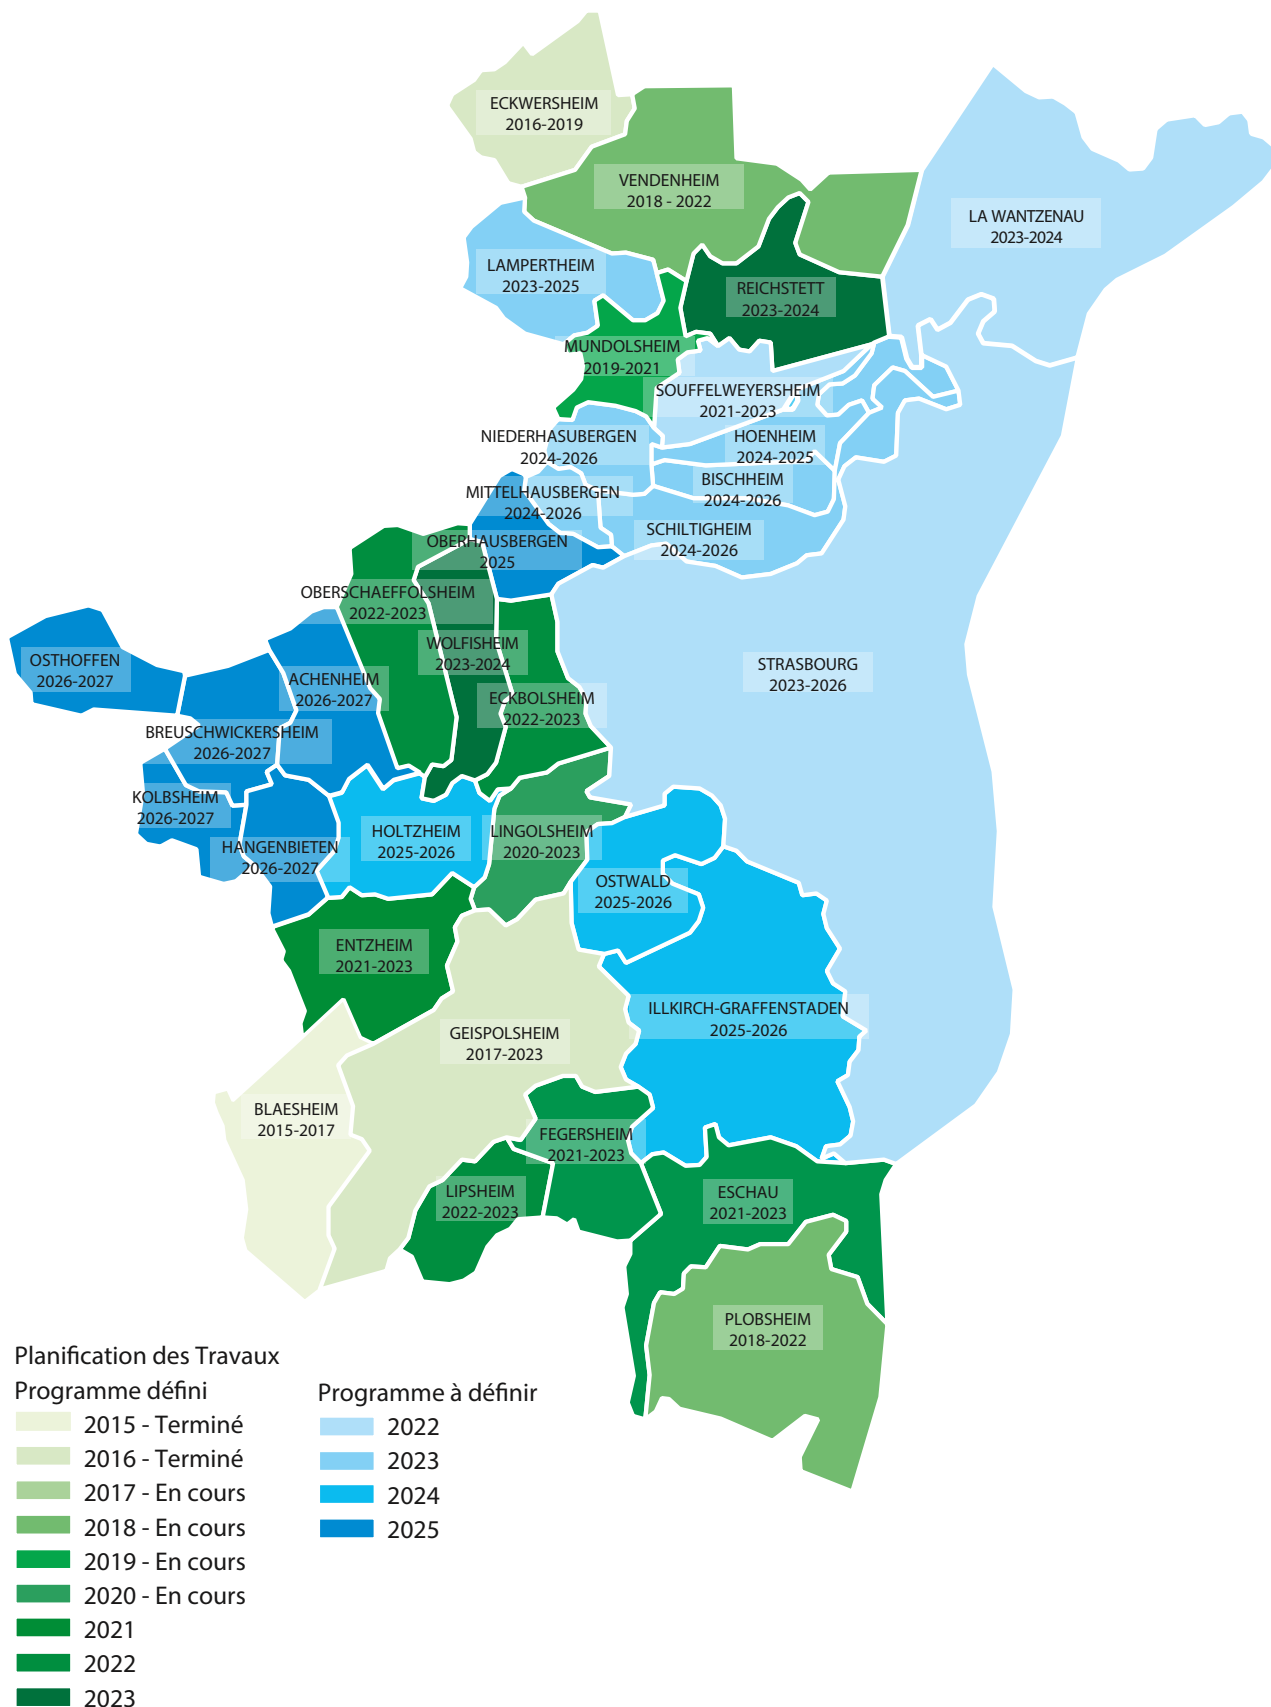 ECKWERSHEIM
2016-2019
VENDENHEIM
2018 - 2022
LA WANTZENAU
2023-2024
LAMPERTHEIM
2023-2025
REICHSTETT
2023-2024
MUNDOLSHEIM
2019-2021
SOUFFELWEYERSHEIM
2021-2023
NIEDERHASUBERGEN
2024-2026
HOENHEIM
2024-2025
BISCHHEIM
2024-2026
MITTELHAUSBERGEN
2024-2026
SCHILTIGHEIM
2024-2026
OBERHAUSBERGEN
2025
OBERSCHAEFFOLSHEIM
2022-2023
WOLFISHEIM
2023-2024
OSTHOFFEN
2026-2027
ACHENHEIM
2026-2027
STRASBOURG
2023-2026
ECKBOLSHEIM
2022-2023
BREUSCHWICKERSHEIM
2026-2027
KOLBSHEIM
2026-2027
HANGENBIETEN
2026-2027
HOLTZHEIM
2025-2026
LINGOLSHEIM
2020-2023
OSTWALD
2025-2026
ENTZHEIM
2021-2023
ILLKIRCH-GRAFFENSTADEN
2025-2026
GEISPOLSHEIM
2017-2023
BLAESHEIM
2015-2017
FEGERSHEIM
2021-2023
LIPSHEIM
2022-2023
ESCHAU
2021-2023
PLOBSHEIM
2018-2022
Planification des Travaux
Programme défini
2015 - Terminé
2016 - Terminé
2017 - En cours
2018 - En cours
2019 - En cours
2020 - En cours
2021
2022
2023
Programme à définir
2022
2023
2024
2025